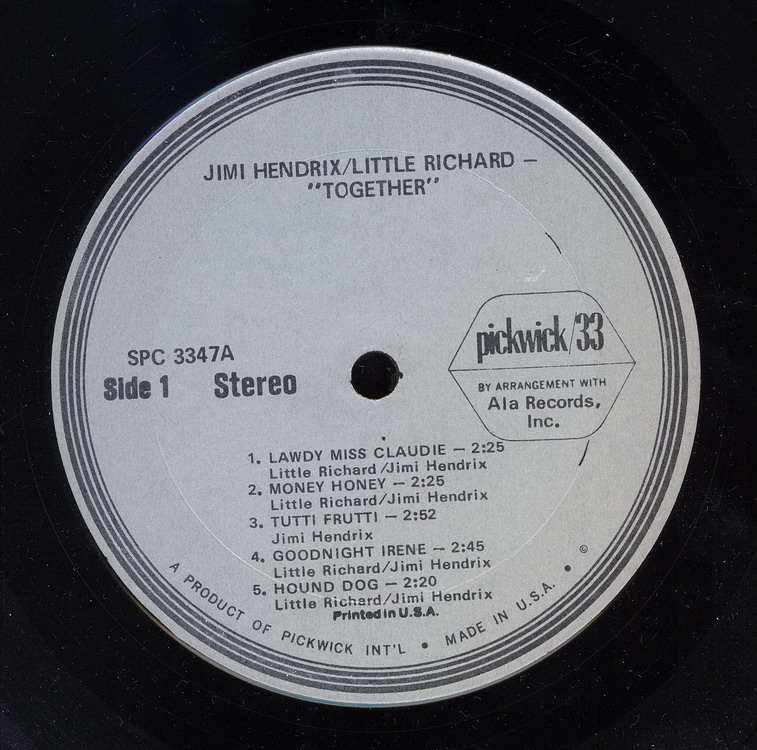 JIMI HENDRIX/LITTLE RICHARD —
"TOGETHER"
pickwick/33
BY ARRANGEMENT WITH
Ala Records,
Inc.
SPC 3347A
Side 1 Stereo
1. LAWDY MISS CLAUDIE — 2:25
Little Richard/Jimi Hendrix
2. MONEY HONEY — 2:25
Little Richard/Jimi Hendrix
3. TUTTI FRUTTI — 2:52
Jimi Hendrix
4. GOODNIGHT IRENE — 2:45
Little Richard/Jimi Hendrix
5. HOUND DOG — 2:20
Little Richard/Jimi Hendrix
Printed in U.S.A.
A PRODUCT OF PICKWICK INT'L • MADE IN U.S.A. • ©